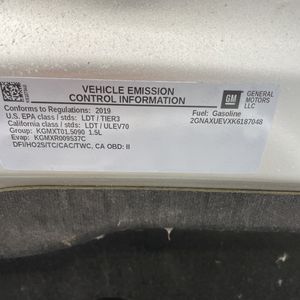 VEHICLE EMISSION
CONTROL INFORMATION
GM
GENERAL
MOTORS
LLC
Conforms to Regulations: 2019
U.S. EPA class / stds: LDT / TIER3
California class / stds: LDT / ULEV70
Group: KGMXT01.5090 1.5L
Evap: KGMXR0095J7C
DFI/HO2S/TC/CAC/TWC, CA OBD: II
Fuel: Gasoline
2GNAXUEVXK6187048